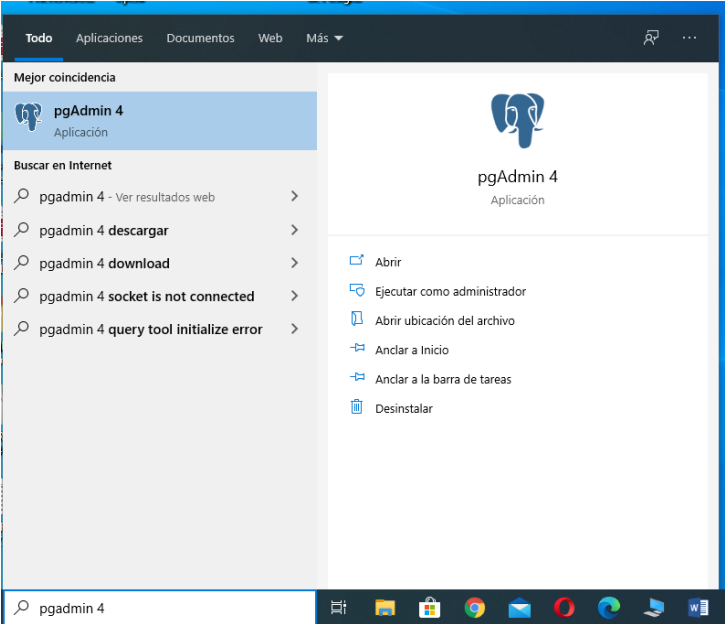 Todo Aplicaciones Documentos Web Más
Mejor coincidencia
pgAdmin 4
Aplicación
Buscar en Internet
pgadmin 4 - Ver resultados web
pgadmin 4 descargar
pgadmin 4 download
pgadmin 4 socket is not connected
pgadmin 4 query tool initialize error
pgAdmin 4
Aplicación
Abrir
Ejecutar como administrador
Abrir ubicación del archivo
Anclar a Inicio
Anclar a la barra de tareas
Desinstalar
pgadmin 4
W